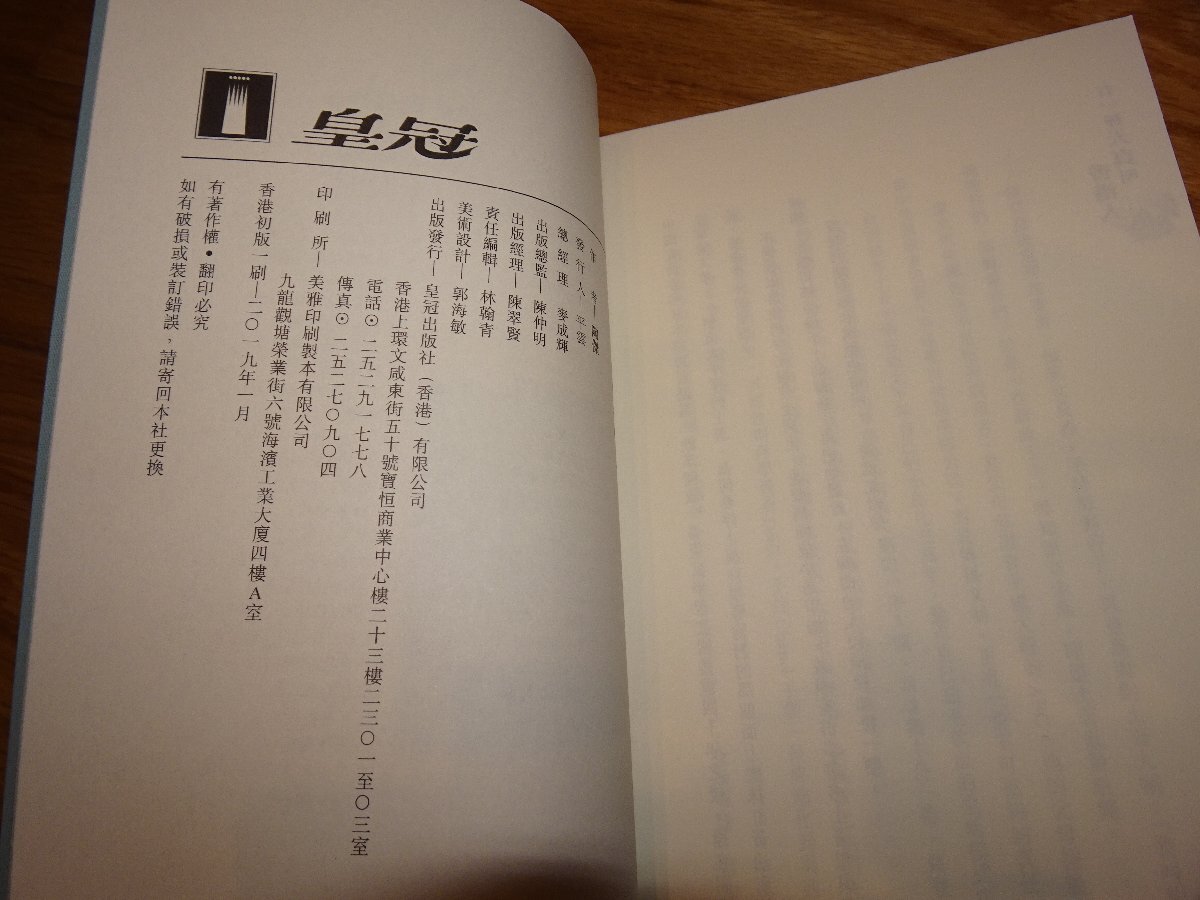 皇冠
發行人—平雲
總經理—麥成輝
出版總監—陳仲明
出版經理—陳翠賢
責任編輯—林翰青
美術設計—郭海敏
出版發行—皇冠出版社（香港）有限公司
香港上環文咸東街五十號寶恒商業中心樓二十三樓二三〇一至〇三室
電話⊙二五二九一七七八
傳真⊙二五二七〇九〇四
印刷所—美雅印刷製本有限公司
九龍觀塘榮業街六號海濱工業大廈四樓A室
香港初版一刷—二〇一九年一月
有著作權•翻印必究
如有破損或裝訂錯誤，請寄回本社更換